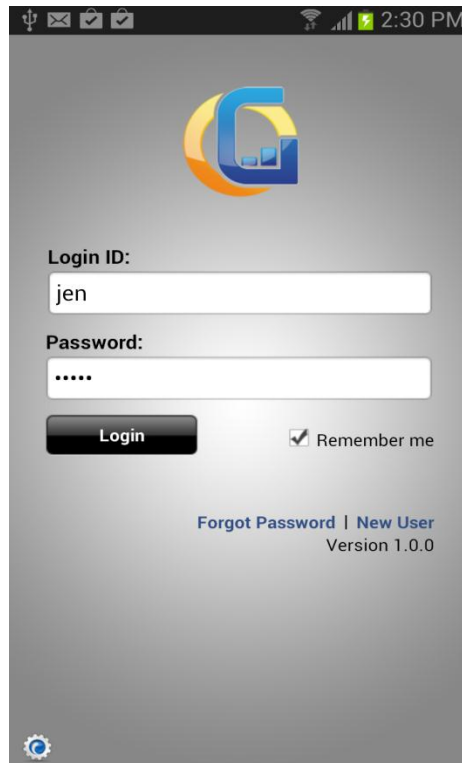 2:30 PM
Login ID:
jen
Password:
•••••
Login
Remember me
Forgot Password | New User
Version 1.0.0